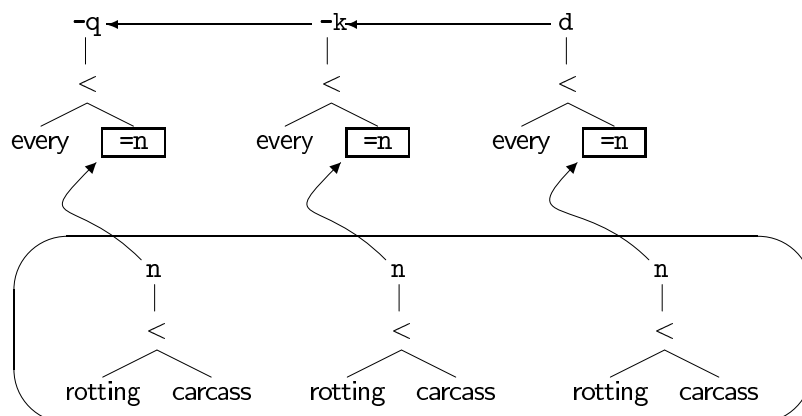 -q -k d
< < <
every =n every =n every =n
n n n
< < <
rotting carcass rotting carcass rotting carcass